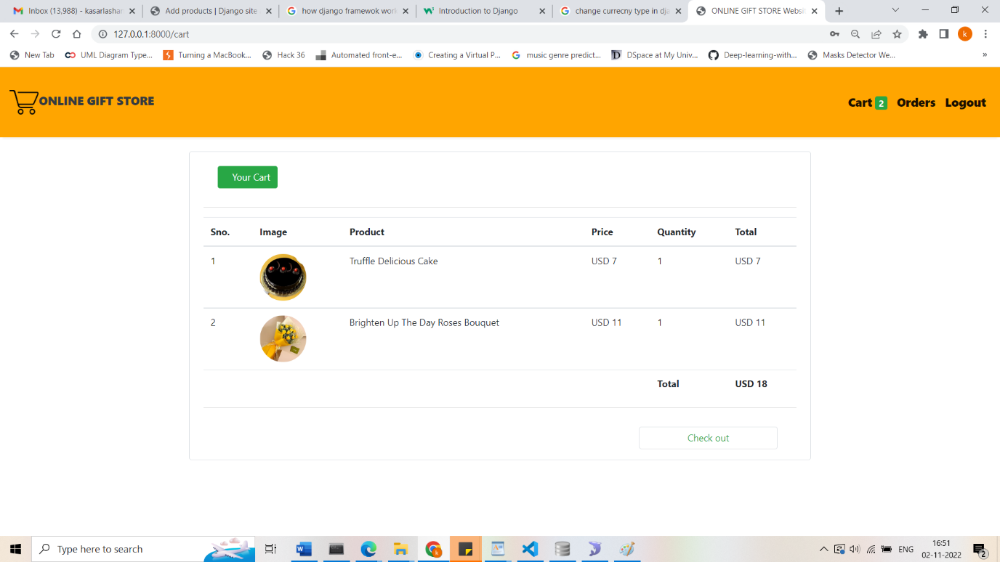 Inbox (13,988) - kasarlashar
Add products | Django site
how django framewok work
Introduction to Django
change currecny type in dja
ONLINE GIFT STORE Websi
127.0.0.1:8000/cart
k
New Tab
UML Diagram Type...
Turning a MacBook...
Hack 36
Automated front-e...
Creating a Virtual P...
music genre predict...
DSpace at My Univ...
Deep-learning-with...
Masks Detector We...
»
ONLINE GIFT STORE
Cart 2
Orders
Logout
Your Cart
Sno. Image Product Price Quantity Total
1 Truffle Delicious Cake USD 7 1 USD 7
2 Brighten Up The Day Roses Bouquet USD 11 1 USD 11
Total USD 18
Check out
Type here to search
ENG
16:51
02-11-2022
2